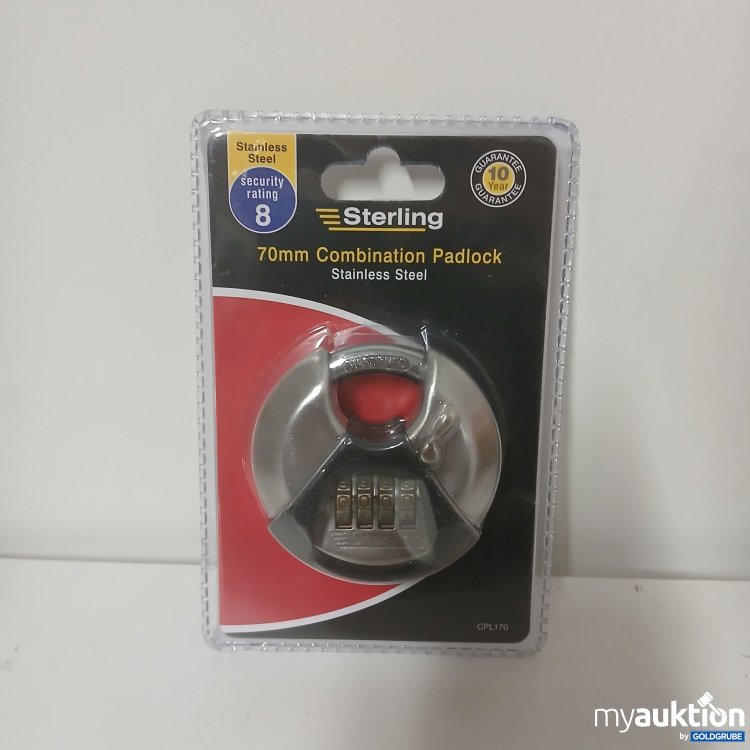 Stainless
Steel
security
rating
8
GUARANTEE
10
Year
GUARANTEE
Sterling
70mm Combination Padlock
Stainless Steel
CPL170
myauktion
by GOLDGRUBE